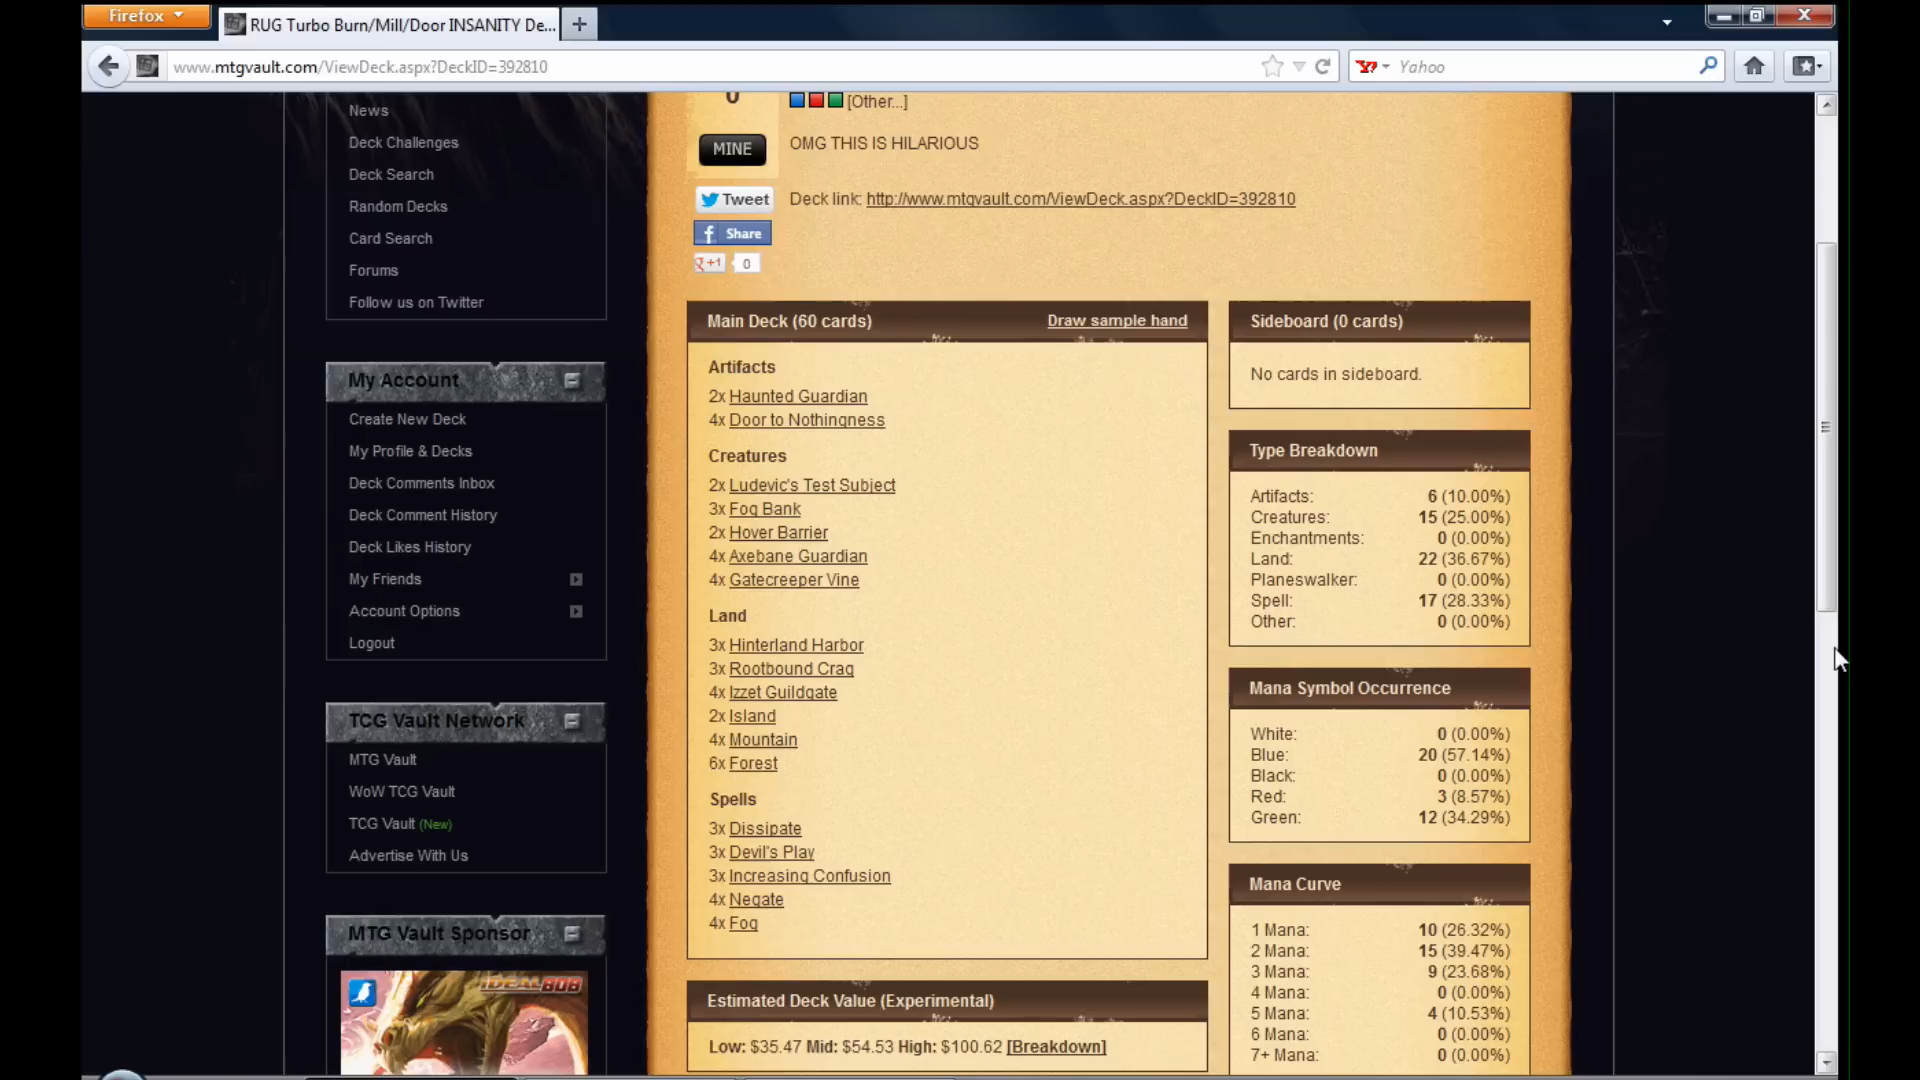 Firefox
RUG Turbo Burn/Mill/Door INSANITY De...
www.mtgvault.com/ViewDeck.aspx?DeckID=392810
Yahoo
News
Deck Challenges
Deck Search
Random Decks
Card Search
Forums
Follow us on Twitter
My Account
Create New Deck
My Profile & Decks
Deck Comments Inbox
Deck Comment History
Deck Likes History
My Friends
Account Options
Logout
TCG Vault Network
MTG Vault
WoW TCG Vault
TCG Vault (New)
Advertise With Us
MTG Vault Sponsor
IDEAL808
0
[Other...]
MINE
OMG THIS IS HILARIOUS
Tweet
Deck link: http://www.mtgvault.com/ViewDeck.aspx?DeckID=392810
Share
g+1 0
Main Deck (60 cards) Draw sample hand
Artifacts
2x Haunted Guardian
4x Door to Nothingness
Creatures
2x Ludevic's Test Subject
3x Fog Bank
2x Hover Barrier
4x Axebane Guardian
4x Gatecreeper Vine
Land
3x Hinterland Harbor
3x Rootbound Crag
4x Izzet Guildgate
2x Island
4x Mountain
6x Forest
Spells
3x Dissipate
3x Devil's Play
3x Increasing Confusion
4x Negate
4x Fog
Estimated Deck Value (Experimental)
Low: $35.47 Mid: $54.53 High: $100.62 [Breakdown]
Sideboard (0 cards)
No cards in sideboard.
Type Breakdown
Artifacts: 6 (10.00%)
Creatures: 15 (25.00%)
Enchantments: 0 (0.00%)
Land: 22 (36.67%)
Planeswalker: 0 (0.00%)
Spell: 17 (28.33%)
Other: 0 (0.00%)
Mana Symbol Occurrence
White: 0 (0.00%)
Blue: 20 (57.14%)
Black: 0 (0.00%)
Red: 3 (8.57%)
Green: 12 (34.29%)
Mana Curve
1 Mana: 10 (26.32%)
2 Mana: 15 (39.47%)
3 Mana: 9 (23.68%)
4 Mana: 0 (0.00%)
5 Mana: 4 (10.53%)
6 Mana: 0 (0.00%)
7+ Mana: 0 (0.00%)